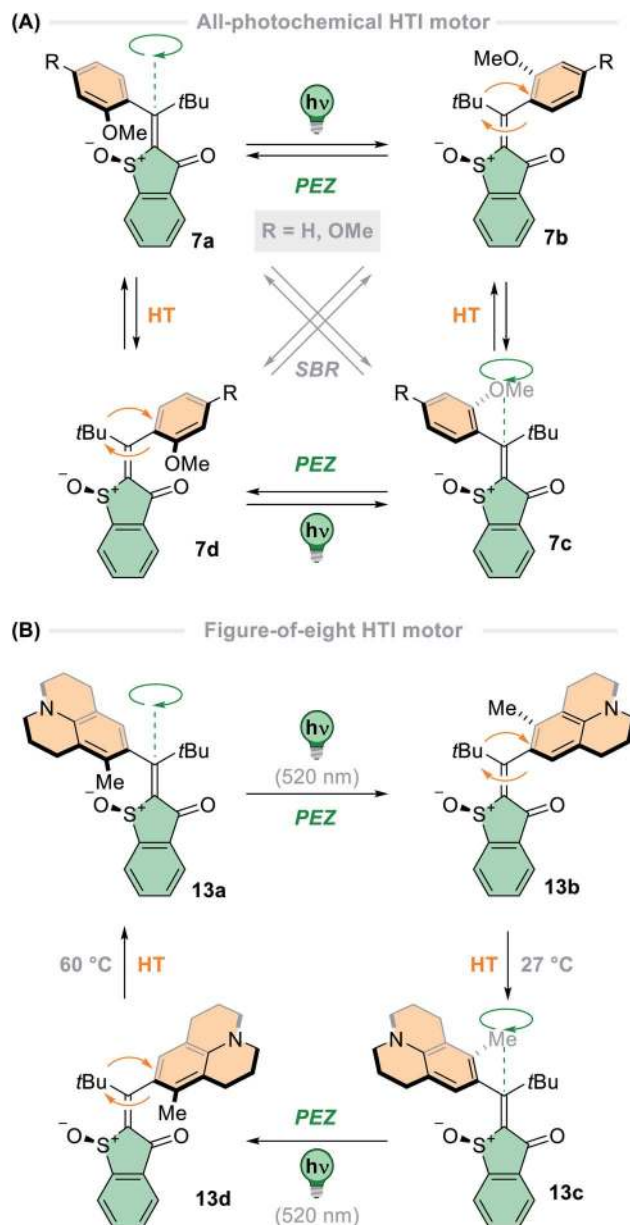 (A) All-photochemical HTI motor
R
tBu
OMe
⁻O S⁺ O
7a
hν
PEZ
R = H, OMe
MeO
R
tBu
⁻O S⁺ O
7b
HT
SBR
HT
R
tBu
OMe
⁻O S⁺ O
7d
PEZ
hν
R
OMe
tBu
⁻O S⁺ O
7c
(B) Figure-of-eight HTI motor
N
tBu
Me
⁻O S⁺ O
13a
hν
(520 nm)
PEZ
Me
N
tBu
⁻O S⁺ O
13b
60 °C HT
HT 27 °C
N
tBu
Me
⁻O S⁺ O
13d
PEZ
hν
(520 nm)
N
Me
tBu
⁻O S⁺ O
13c